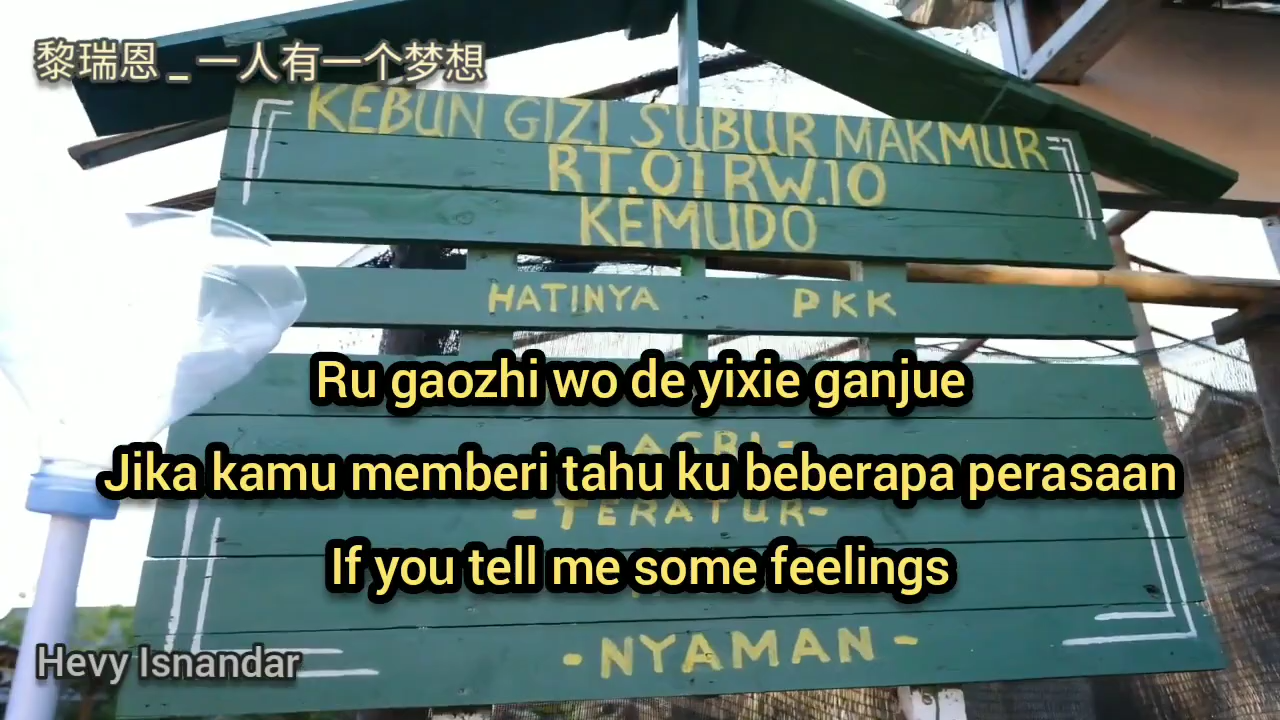 黎瑞恩 _ 一人有一个梦想
KEBUN GIZI SUBUR MAKMUR
RT.01 RW.10
KEMUDO
HATINYA PKK
Ru gaozhi wo de yixie ganjue
Jika kamu memberi tahu ku beberapa perasaan
- TERATUR-
If you tell me some feelings
Hevy Isnandar
- NYAMAN -